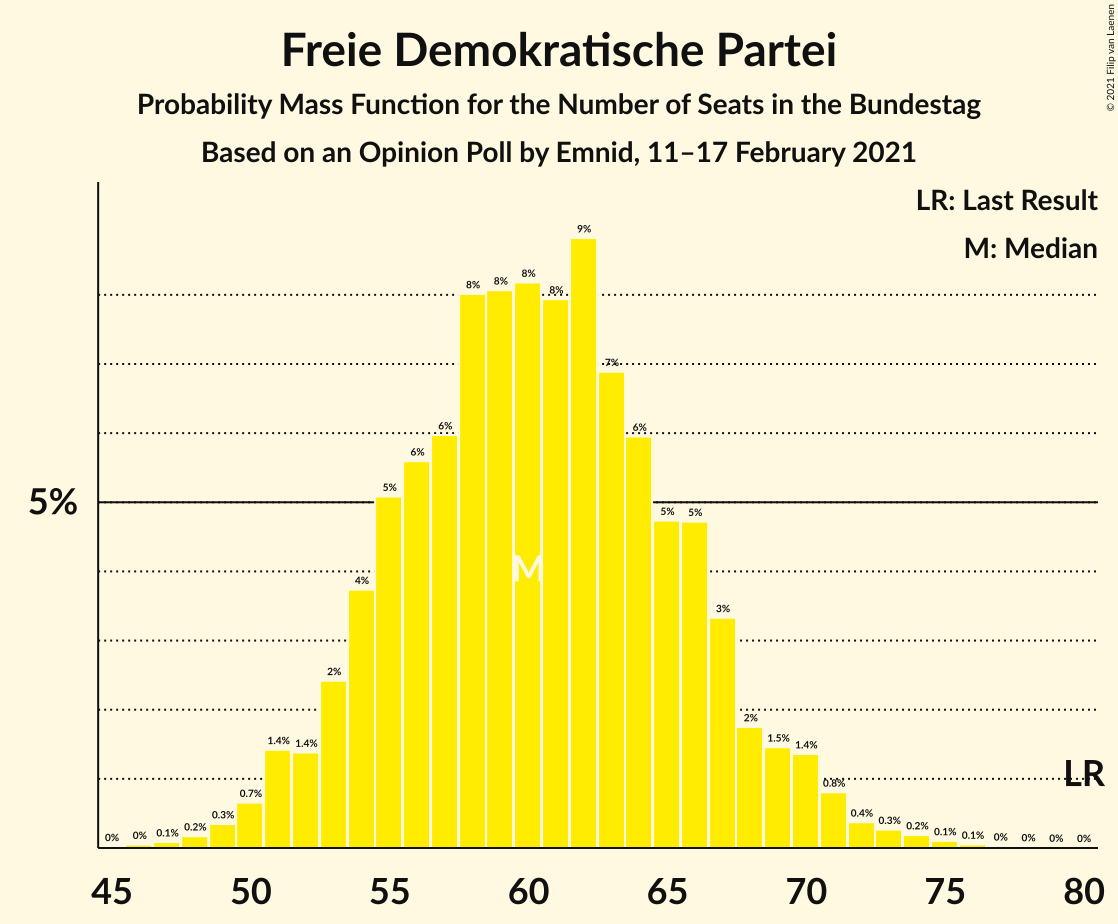 Freie Demokratische Partei
Probability Mass Function for the Number of Seats in the Bundestag
Based on an Opinion Poll by Emnid, 11–17 February 2021
© 2021 Filip van Laenen
LR: Last Result
M: Median
5%
0% 0% 0.1% 0.2% 0.3% 0.7% 1.4% 1.4% 2% 4% 5% 6% 6% 8% 8% 8% 8% 9% 7% 6% 5% 5% 3% 2% 1.5% 1.4% 0.8% 0.4% 0.3% 0.2% 0.1% 0.1% 0% 0% 0% 0%
M
LR
45 50 55 60 65 70 75 80